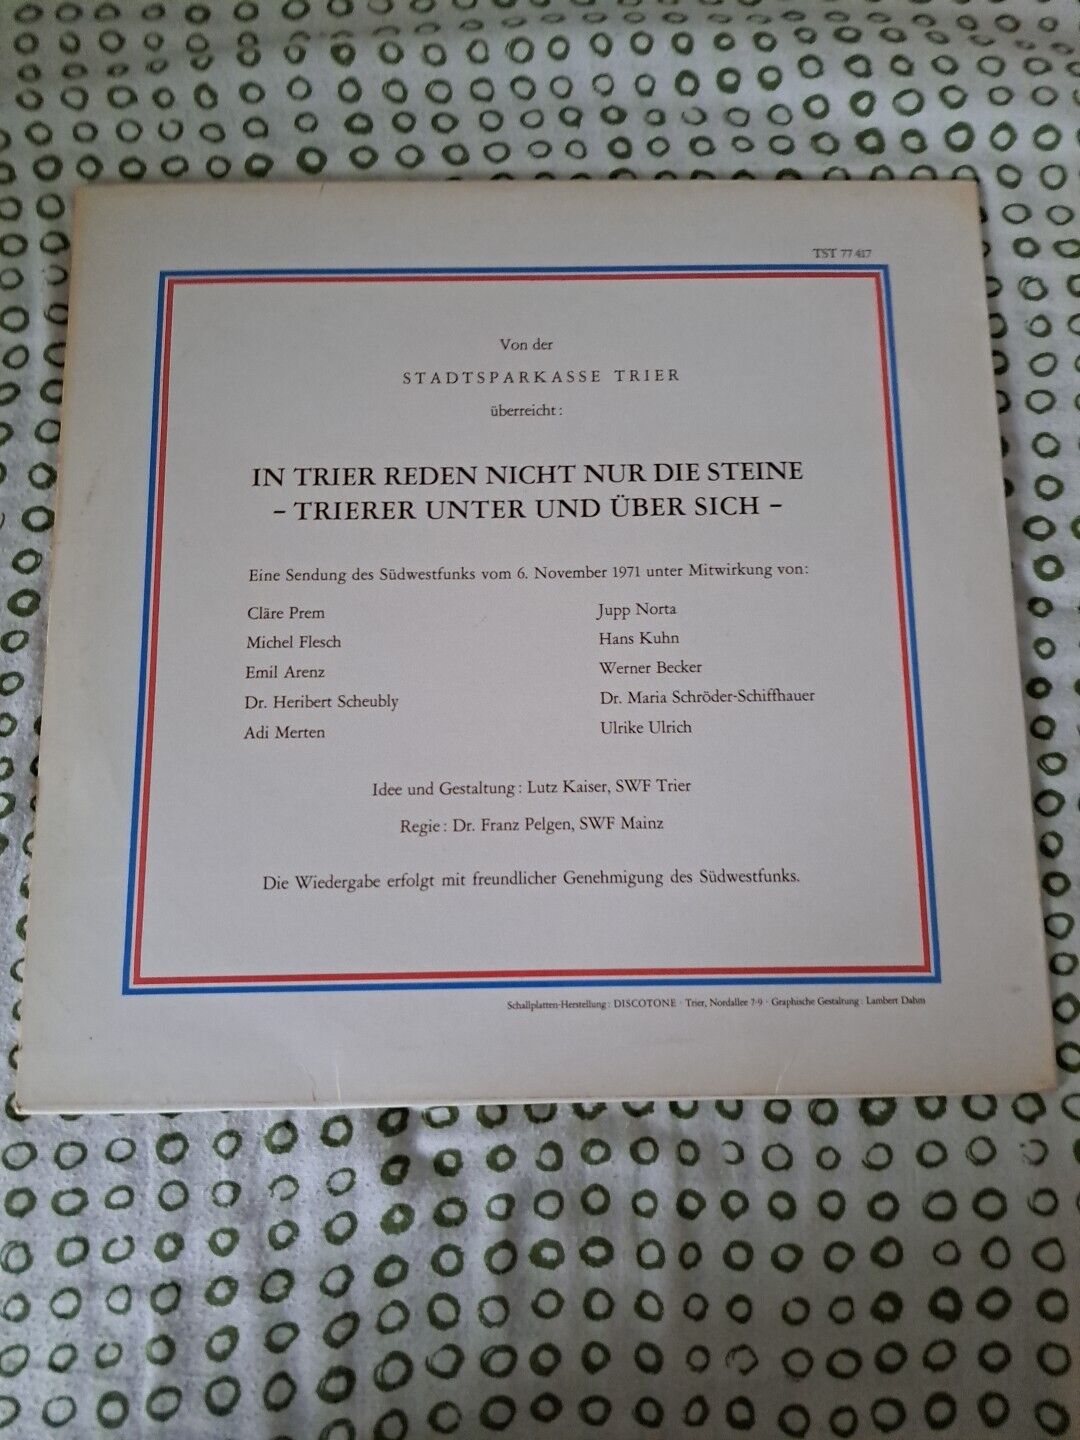 TST 77 417
Von der
STADTSPARKASSE TRIER
überreicht:
IN TRIER REDEN NICHT NUR DIE STEINE
– TRIERER UNTER UND ÜBER SICH –
Eine Sendung des Südwestfunks vom 6. November 1971 unter Mitwirkung von:
Cläre Prem
Michel Flesch
Emil Arenz
Dr. Heribert Scheubly
Adi Merten
Jupp Norta
Hans Kuhn
Werner Becker
Dr. Maria Schröder-Schiffhauer
Ulrike Ulrich
Idee und Gestaltung: Lutz Kaiser, SWF Trier
Regie: Dr. Franz Pelgen, SWF Mainz
Die Wiedergabe erfolgt mit freundlicher Genehmigung des Südwestfunks.
Schallplatten-Herstellung: DISCOTONE · Trier, Nordallee 7-9 · Graphische Gestaltung: Lambert Dahm